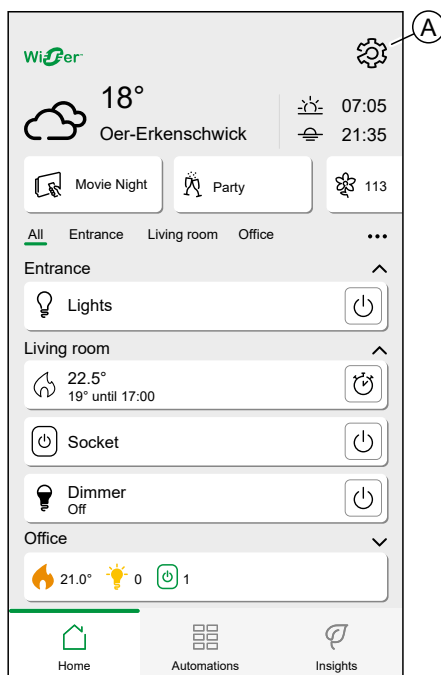 Wiser
A
18°
Oer-Erkenschwick
07:05
21:35
Movie Night
Party
113
All Entrance Living room Office •••
Entrance
Lights
Living room
22.5°
19° until 17:00
Socket
Dimmer
Off
Office
21.0° 0 1
Home Automations Insights